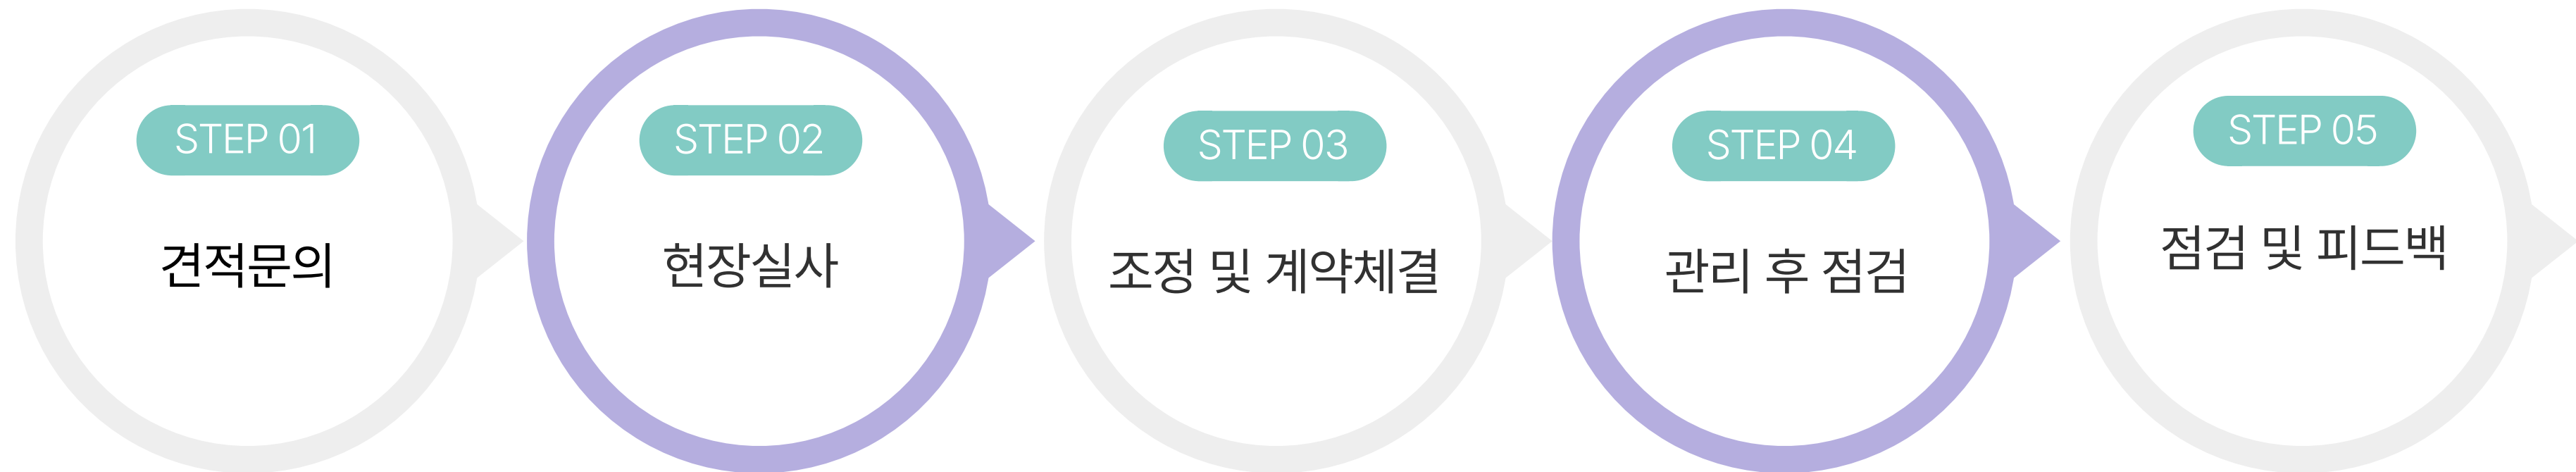 STEP 01
견적문의
STEP 02
현장실사
STEP 03
조정 및 계약체결
STEP 04
관리 후 점검
STEP 05
점검 및 피드백